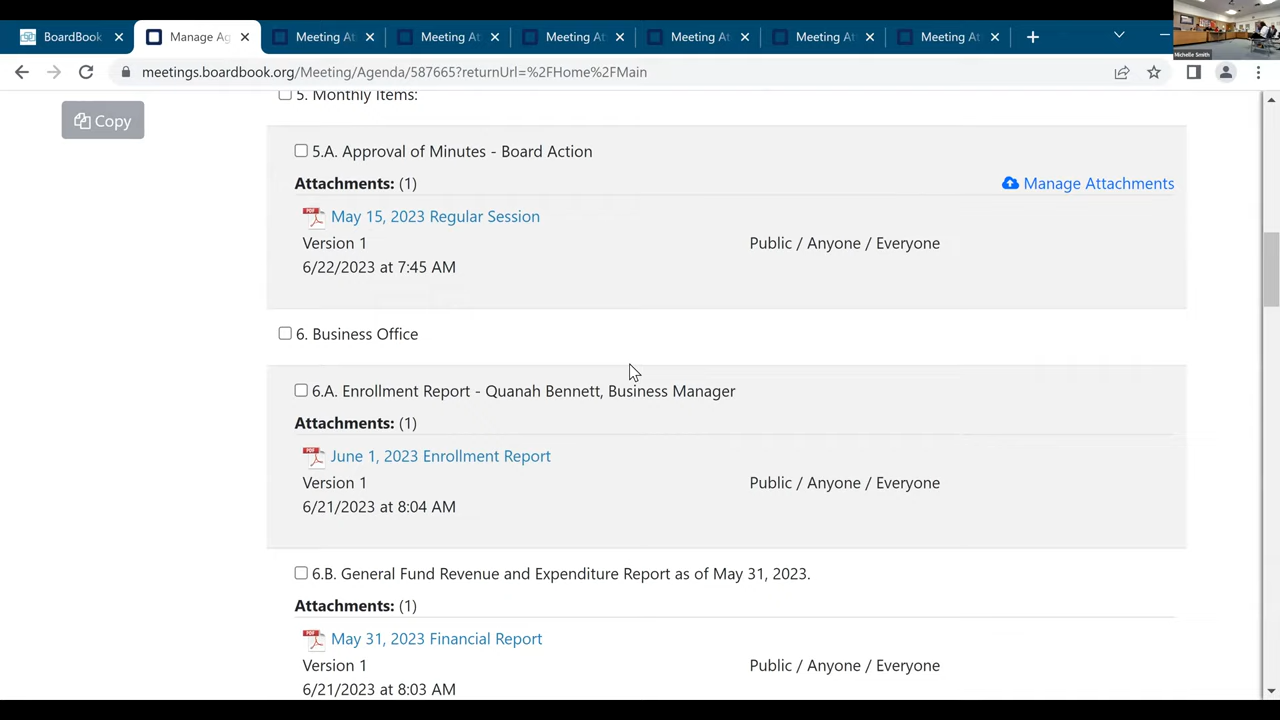 BoardBook
Manage Ag
Meeting At
Meeting At
Meeting At
Meeting At
Meeting At
Meeting At
meetings.boardbook.org/Meeting/Agenda/587665?returnUrl=%2FHome%2FMain
Michelle Smith
Copy
5. Monthly Items:
5.A. Approval of Minutes - Board Action
Attachments: (1)
Manage Attachments
PDF
May 15, 2023 Regular Session
Version 1
Public / Anyone / Everyone
6/22/2023 at 7:45 AM
6. Business Office
6.A. Enrollment Report - Quanah Bennett, Business Manager
Attachments: (1)
PDF
June 1, 2023 Enrollment Report
Version 1
Public / Anyone / Everyone
6/21/2023 at 8:04 AM
6.B. General Fund Revenue and Expenditure Report as of May 31, 2023.
Attachments: (1)
PDF
May 31, 2023 Financial Report
Version 1
Public / Anyone / Everyone
6/21/2023 at 8:03 AM